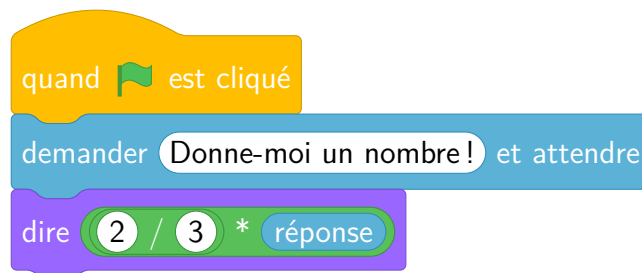 quand est cliqué
demander Donne-moi un nombre ! et attendre
dire 2 / 3 * réponse